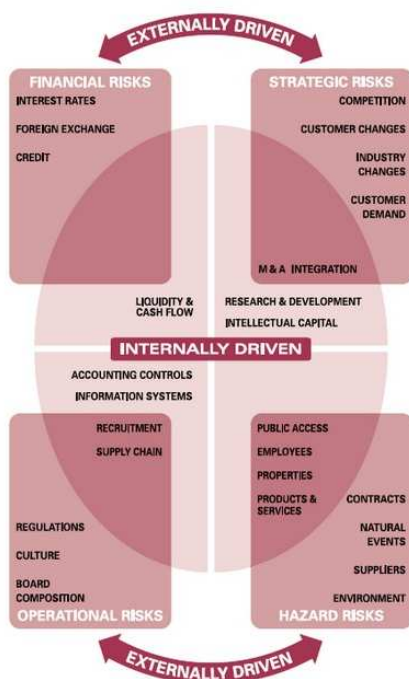 EXTERNALLY DRIVEN
FINANCIAL RISKS
INTEREST RATES
FOREIGN EXCHANGE
CREDIT
STRATEGIC RISKS
COMPETITION
CUSTOMER CHANGES
INDUSTRY
CHANGES
CUSTOMER
DEMAND
M & A INTEGRATION
LIQUIDITY &
CASH FLOW
RESEARCH & DEVELOPMENT
INTELLECTUAL CAPITAL
INTERNALLY DRIVEN
ACCOUNTING CONTROLS
INFORMATION SYSTEMS
RECRUITMENT
SUPPLY CHAIN
REGULATIONS
CULTURE
BOARD
COMPOSITION
OPERATIONAL RISKS
PUBLIC ACCESS
EMPLOYEES
PROPERTIES
PRODUCTS &
SERVICES
CONTRACTS
NATURAL
EVENTS
SUPPLIERS
ENVIRONMENT
HAZARD RISKS
EXTERNALLY DRIVEN